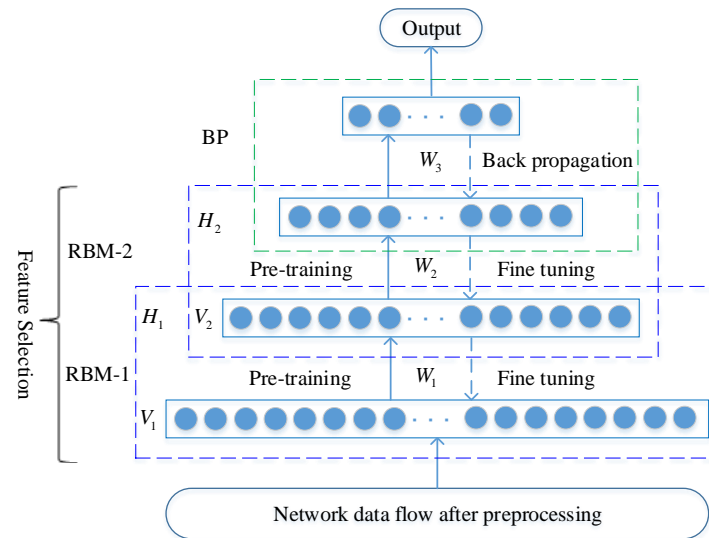 Output
BP
W3
Back propagation
H2
RBM-2
Pre-training
W2
Fine tuning
Feature Selection
H1
V2
RBM-1
Pre-training
W1
Fine tuning
V1
Network data flow after preprocessing